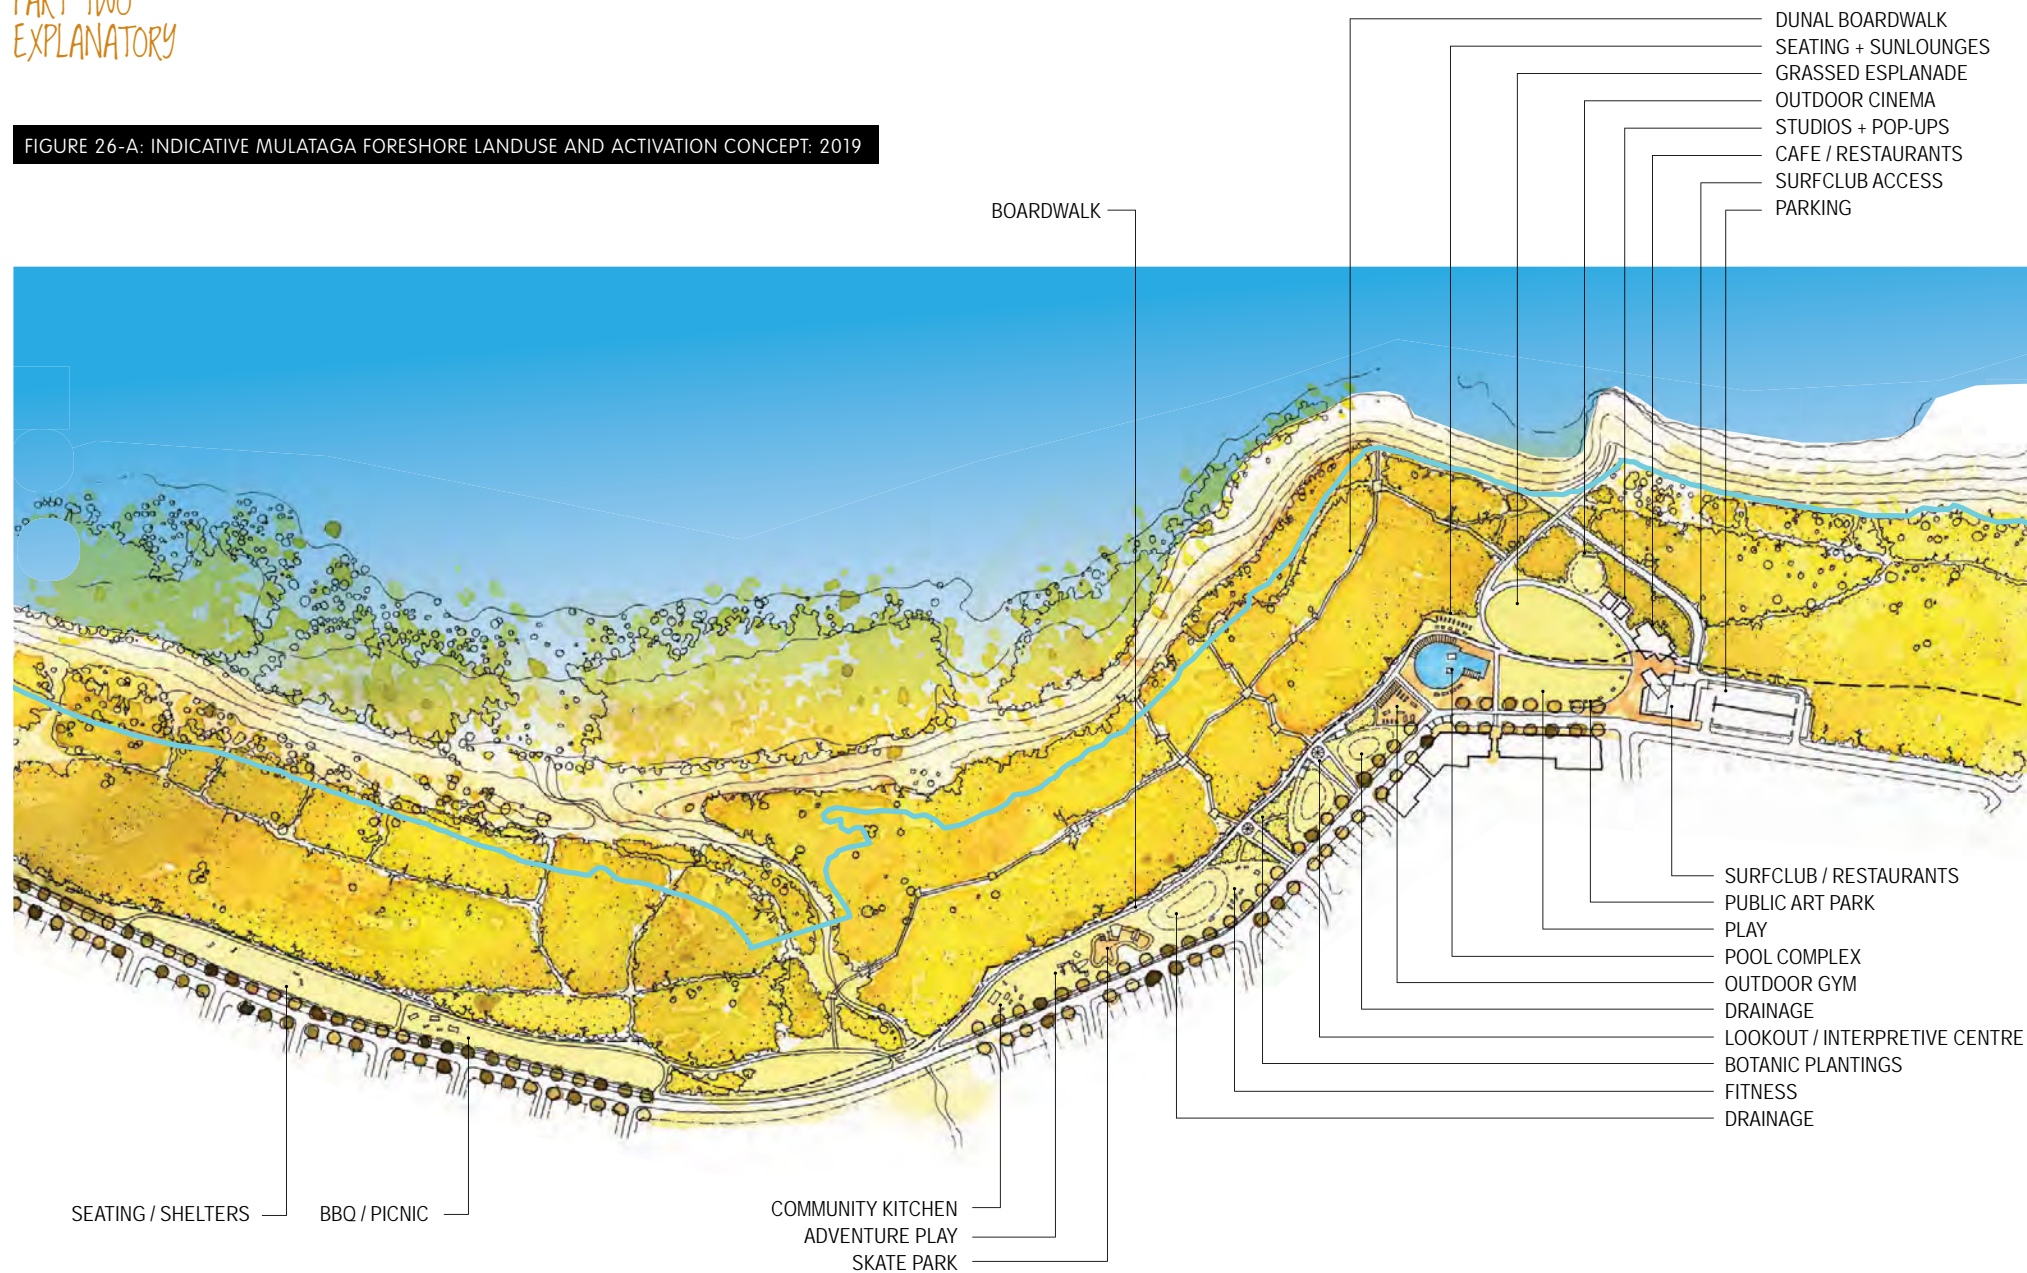 PART TWO
EXPLANATORY
FIGURE 26-A: INDICATIVE MULATAGA FORESHORE LANDUSE AND ACTIVATION CONCEPT: 2019
DUNAL BOARDWALK
SEATING + SUNLOUNGES
GRASSED ESPLANADE
OUTDOOR CINEMA
STUDIOS + POP-UPS
CAFE / RESTAURANTS
SURFCLUB ACCESS
PARKING
BOARDWALK
SURFCLUB / RESTAURANTS
PUBLIC ART PARK
PLAY
POOL COMPLEX
OUTDOOR GYM
DRAINAGE
LOOKOUT / INTERPRETIVE CENTRE
BOTANIC PLANTINGS
FITNESS
DRAINAGE
SEATING / SHELTERS
BBQ / PICNIC
COMMUNITY KITCHEN
ADVENTURE PLAY
SKATE PARK